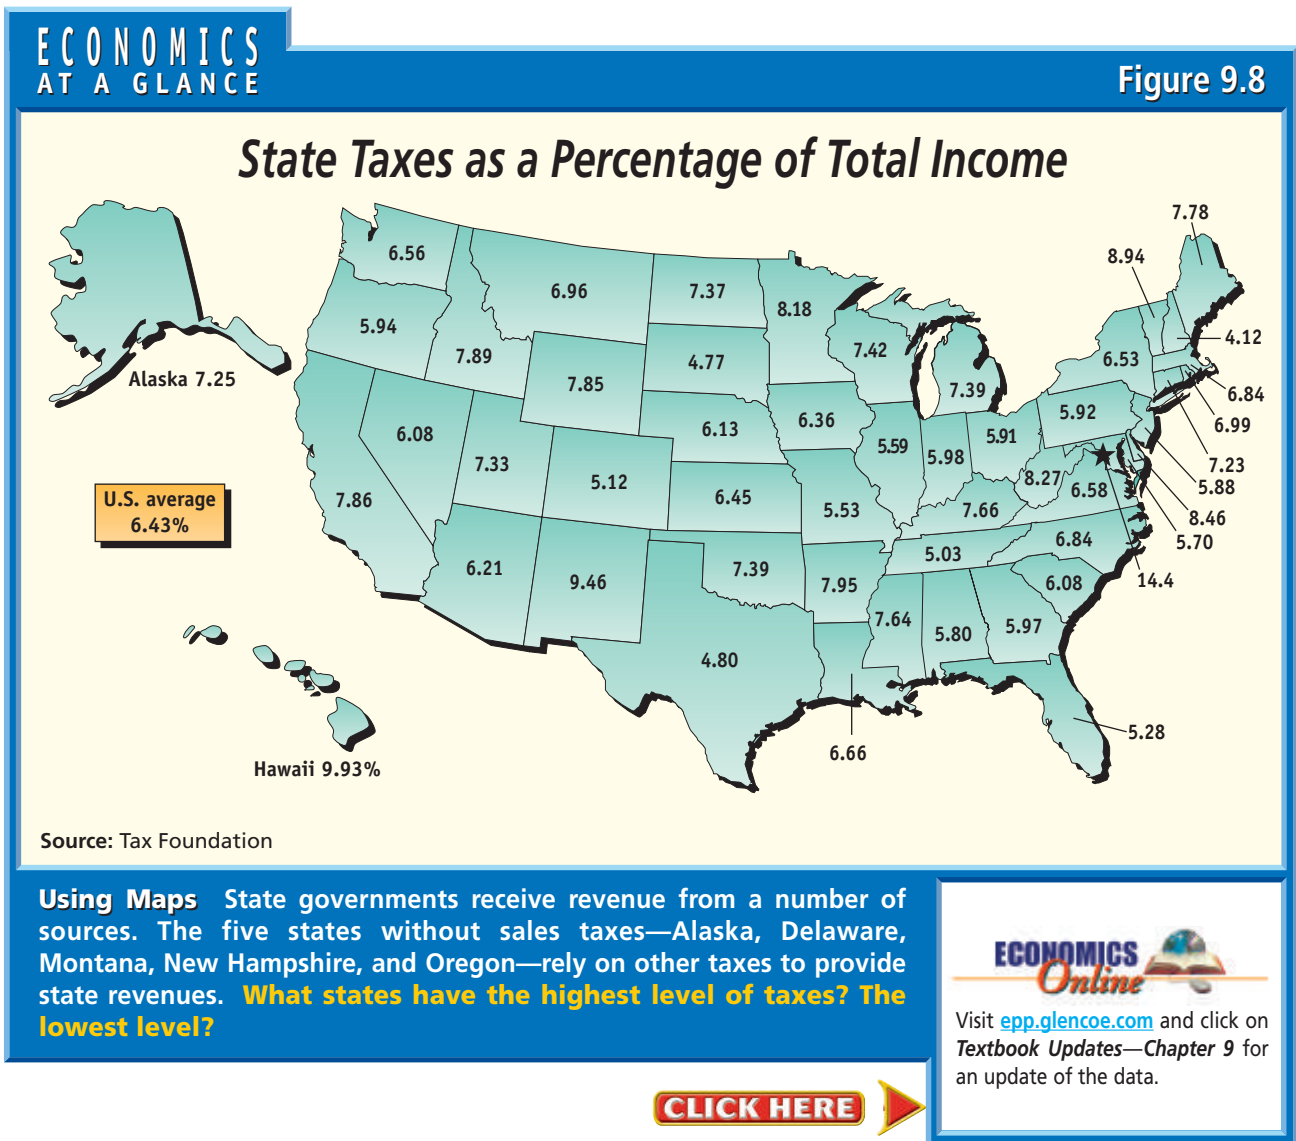 ECONOMICS
AT A GLANCE
Figure 9.8
State Taxes as a Percentage of Total Income
7.78
8.94
6.56
6.96
7.37
8.18
5.94
7.89
7.85
4.77
7.42
7.39
6.53
4.12
Alaska 7.25
6.84
6.99
7.23
5.88
8.46
5.70
14.4
6.08
7.33
5.12
6.13
6.36
5.59
5.98
5.91
5.92
8.27
6.58
U.S. average
6.43%
7.86
6.45
5.53
7.66
6.84
5.03
6.21
9.46
7.39
7.95
6.08
7.64
5.80
5.97
4.80
6.66
5.28
Hawaii 9.93%
Source: Tax Foundation
Using Maps State governments receive revenue from a number of
sources. The five states without sales taxes—Alaska, Delaware,
Montana, New Hampshire, and Oregon—rely on other taxes to provide
state revenues. What states have the highest level of taxes? The
lowest level?
ECONOMICS
Online
Visit epp.glencoe.com and click on
Textbook Updates—Chapter 9 for
an update of the data.
CLICK HERE